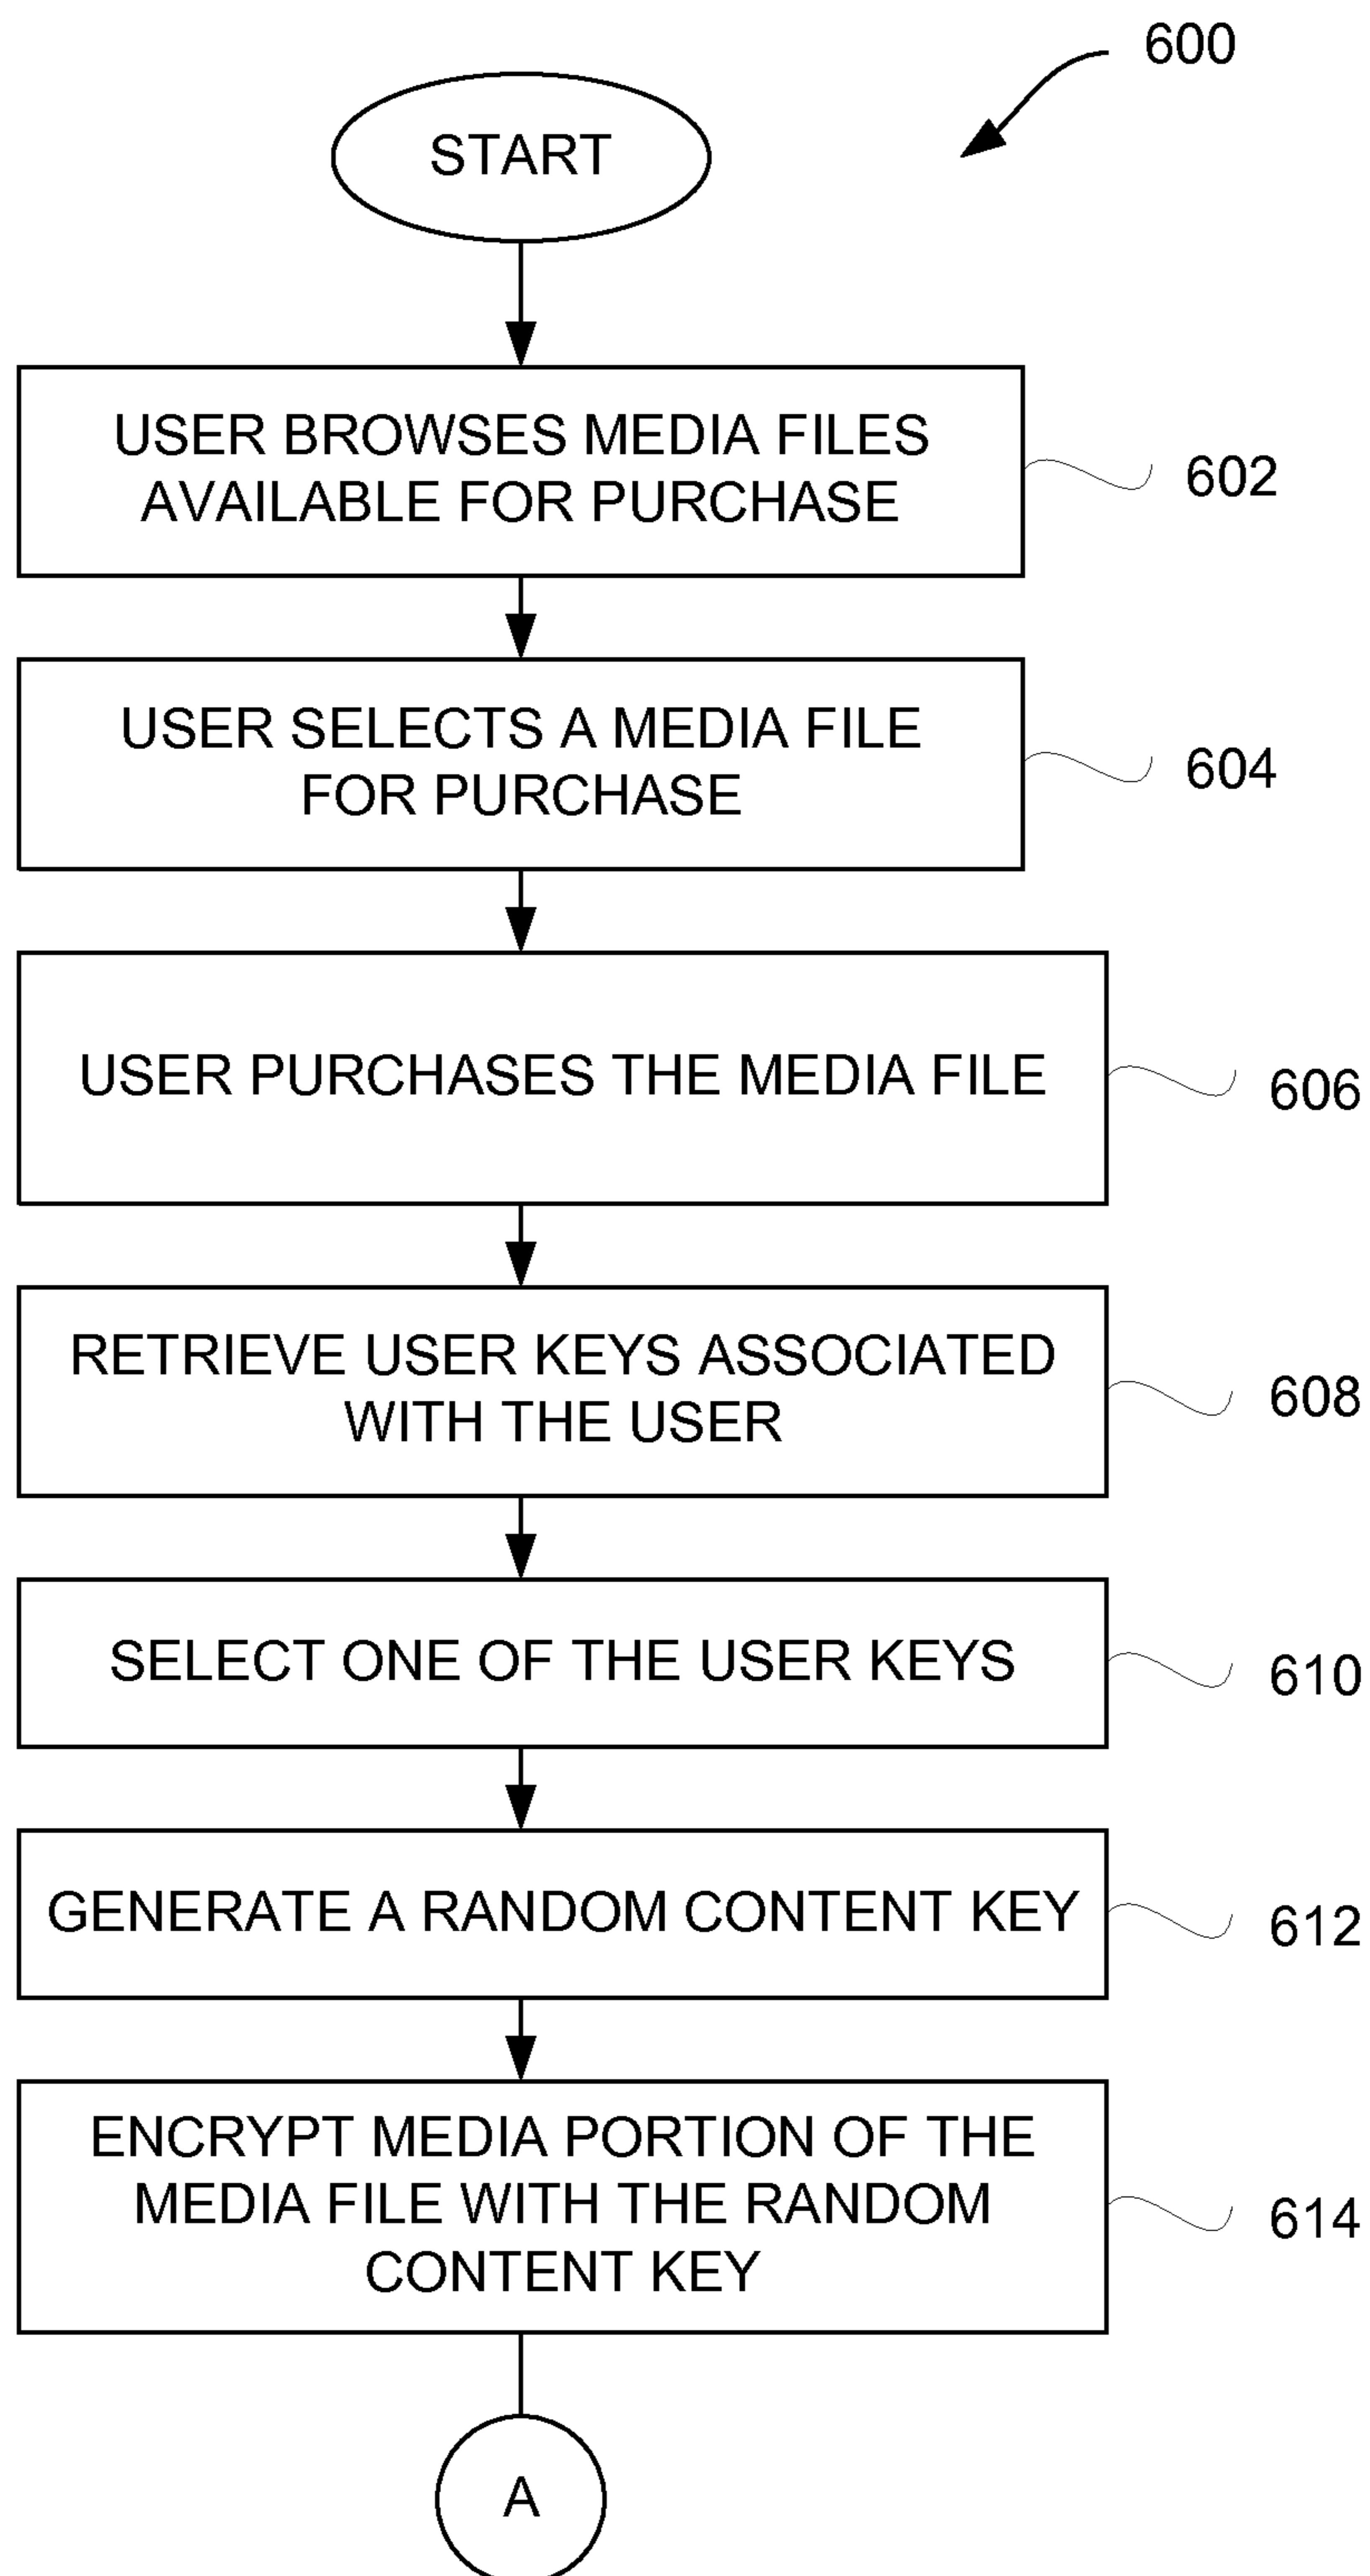 600
START
USER BROWSES MEDIA FILES
AVAILABLE FOR PURCHASE
602
USER SELECTS A MEDIA FILE
FOR PURCHASE
604
USER PURCHASES THE MEDIA FILE
606
RETRIEVE USER KEYS ASSOCIATED
WITH THE USER
608
SELECT ONE OF THE USER KEYS
610
GENERATE A RANDOM CONTENT KEY
612
ENCRYPT MEDIA PORTION OF THE
MEDIA FILE WITH THE RANDOM
CONTENT KEY
614
A